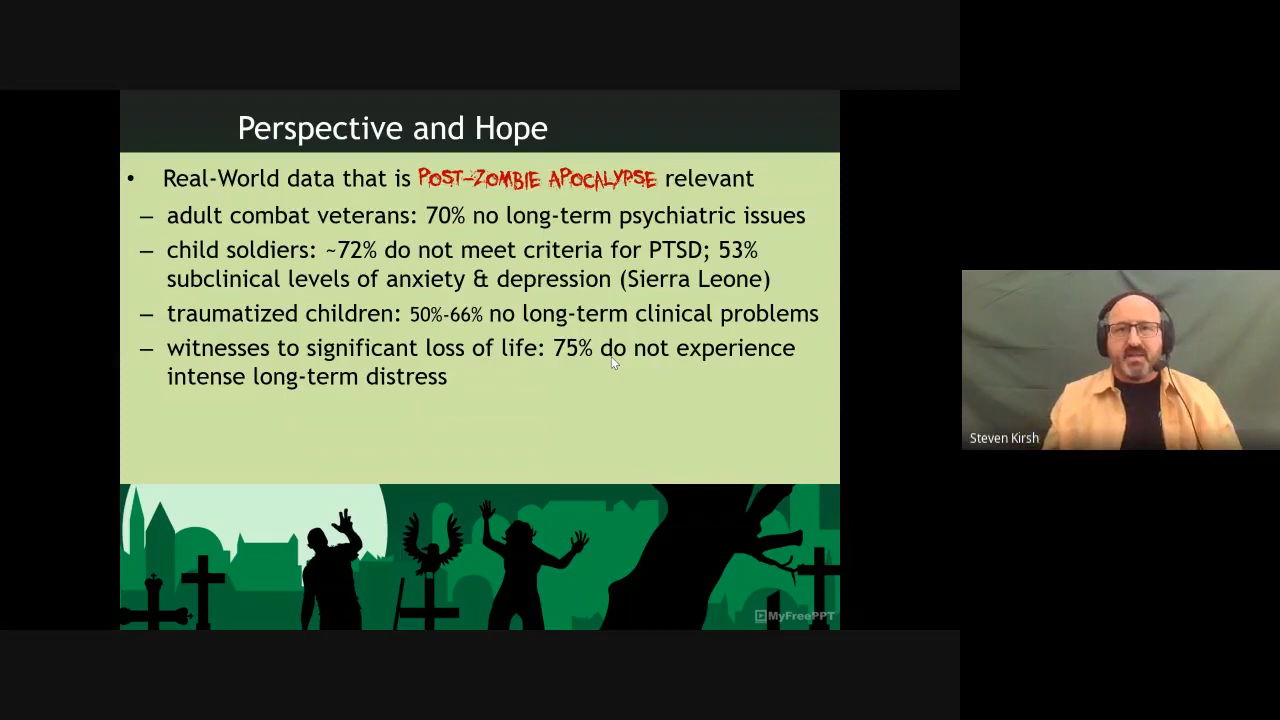 Perspective and Hope
• Real-World data that is POST-ZOMBIE APOCALYPSE relevant
– adult combat veterans: 70% no long-term psychiatric issues
– child soldiers: ~72% do not meet criteria for PTSD; 53%
subclinical levels of anxiety & depression (Sierra Leone)
– traumatized children: 50%-66% no long-term clinical problems
– witnesses to significant loss of life: 75% do not experience
intense long-term distress
MyFreePPT
Steven Kirsh